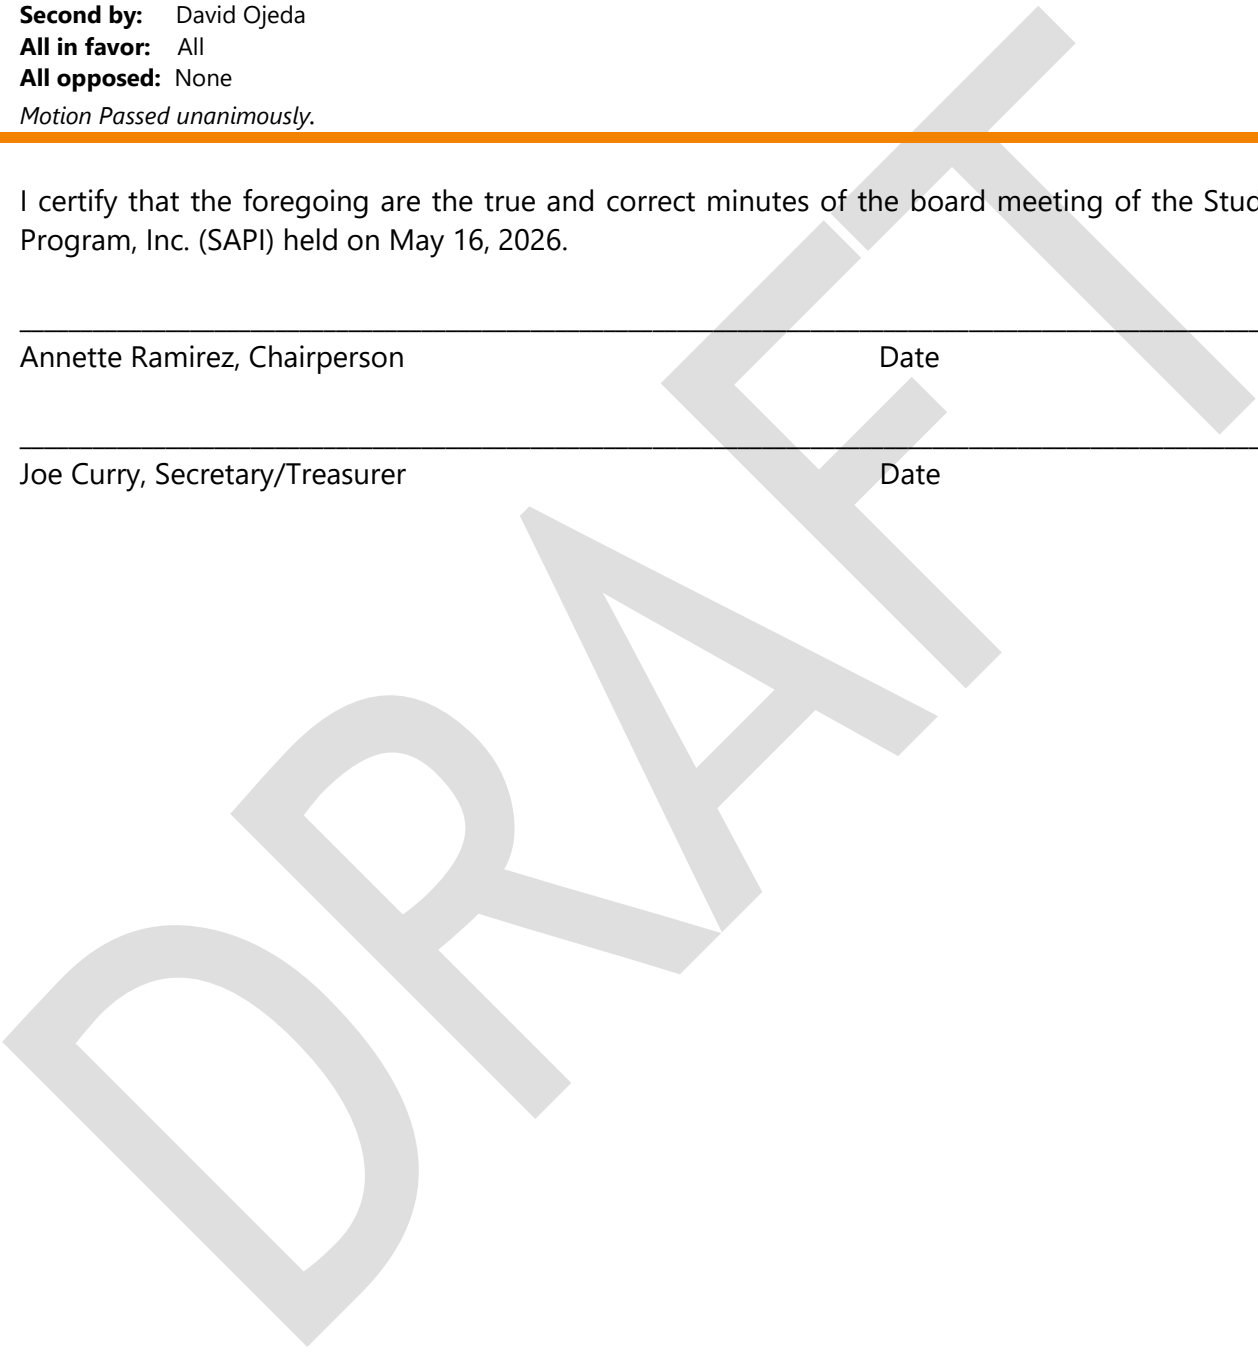 Second by: David Ojeda
All in favor: All
All opposed: None
Motion Passed unanimously.
I certify that the foregoing are the true and correct minutes of the board meeting of the Stud
Program, Inc. (SAPI) held on May 16, 2026.
Annette Ramirez, Chairperson Date
Joe Curry, Secretary/Treasurer Date
DRAFT